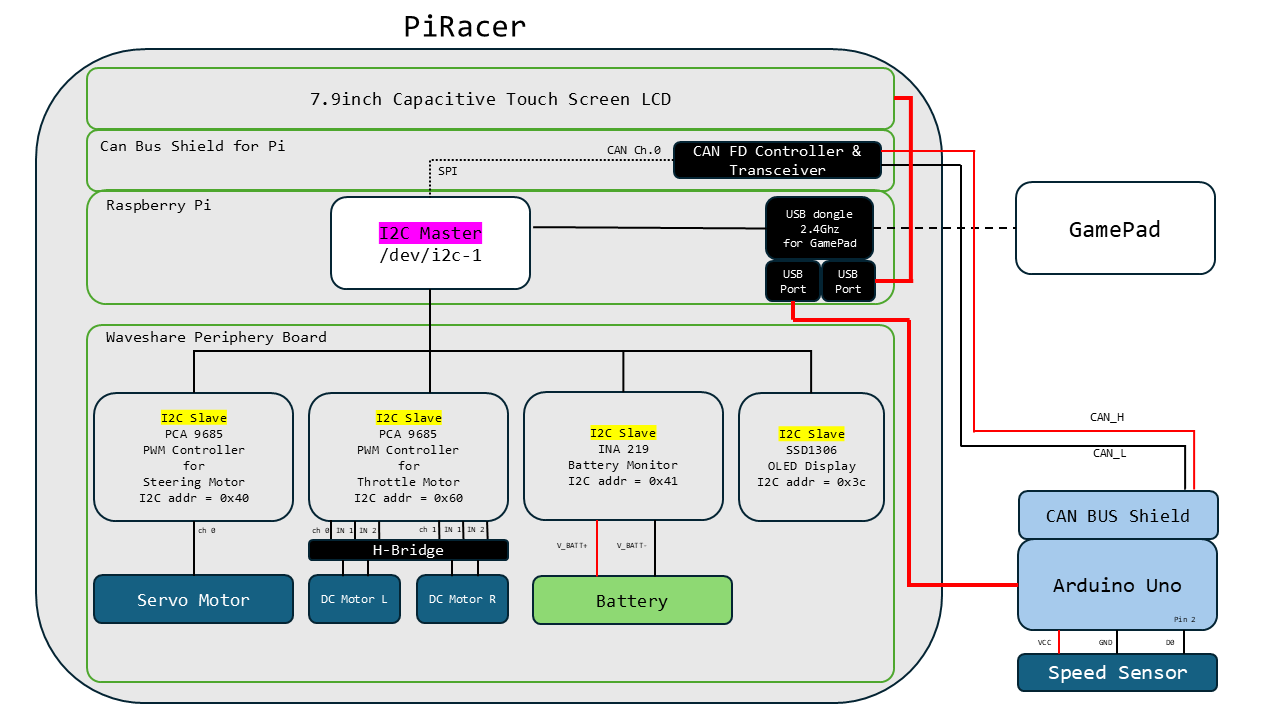 PiRacer
7.9inch Capacitive Touch Screen LCD
Can Bus Shield for Pi
CAN Ch.0
SPI
CAN FD Controller &
Transceiver
Raspberry Pi
I2C Master
/dev/i2c-1
USB dongle
2.4Ghz
for GamePad
USB
Port
USB
Port
GamePad
Waveshare Periphery Board
I2C Slave
PCA 9685
PWM Controller
for
Steering Motor
I2C addr = 0x40
I2C Slave
PCA 9685
PWM Controller
for
Throttle Motor
I2C addr = 0x60
I2C Slave
INA 219
Battery Monitor
I2C addr = 0x41
I2C Slave
SSD1306
OLED Display
I2C addr = 0x3c
CAN_H
CAN_L
ch 0
ch 0
IN 1
IN 2
ch 1
IN 1
IN 2
H-Bridge
V_BATT+
V_BATT-
Servo Motor
DC Motor L
DC Motor R
Battery
CAN BUS Shield
Arduino Uno
Pin 2
VCC
GND
D0
Speed Sensor